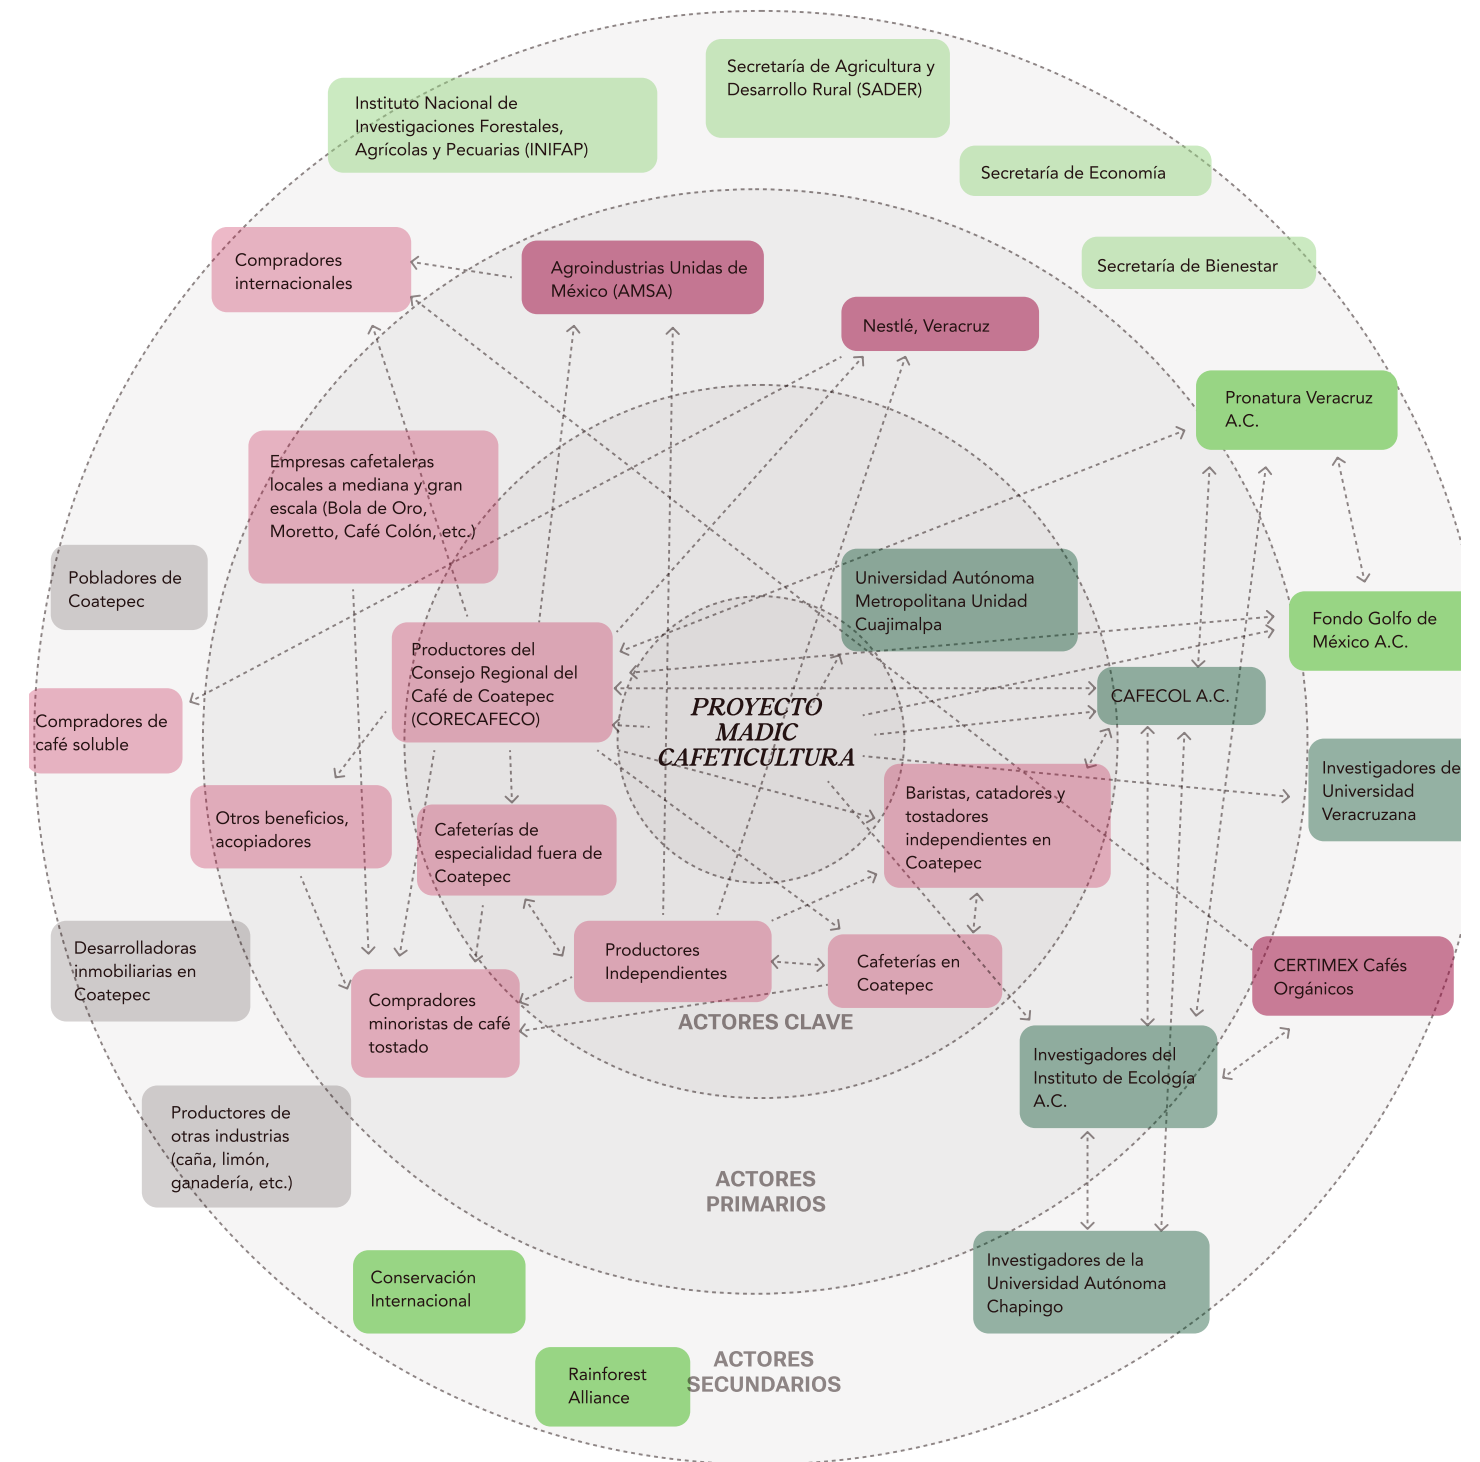 Secretaría de Agricultura y
Desarrollo Rural (SADER)
Instituto Nacional de
Investigaciones Forestales,
Agrícolas y Pecuarias (INIFAP)
Secretaría de Economía
Secretaría de Bienestar
Compradores
internacionales
Agroindustrias Unidas de
México (AMSA)
Nestlé, Veracruz
Pronatura Veracruz
A.C.
Empresas cafetaleras
locales a mediana y gran
escala (Bola de Oro,
Moretto, Café Colón, etc.)
Pobladores de
Coatepec
Universidad Autónoma
Metropolitana Unidad
Cuajimalpa
Fondo Golfo de
México A.C.
Productores del
Consejo Regional del
Café de Coatepec
(CORECAFECO)
CAFECOL A.C.
PROYECTO
MADIC
CAFETICULTURA
Compradores de
café soluble
Investigadores de
Universidad
Veracruzana
Baristas, catadores y
tostadores
independientes en
Coatepec
Otros beneficios,
acopiadores
Cafeterías de
especialidad fuera de
Coatepec
Desarrolladoras
inmobiliarias en
Coatepec
Productores
Independientes
Cafeterías en
Coatepec
CERTIMEX Cafés
Orgánicos
Compradores
minoristas de café
tostado
ACTORES CLAVE
Investigadores del
Instituto de Ecología
A.C.
Productores de
otras industrias
(caña, limón,
ganadería, etc.)
ACTORES
PRIMARIOS
Conservación
Internacional
Investigadores de la
Universidad Autónoma
Chapingo
Rainforest
Alliance
ACTORES
SECUNDARIOS